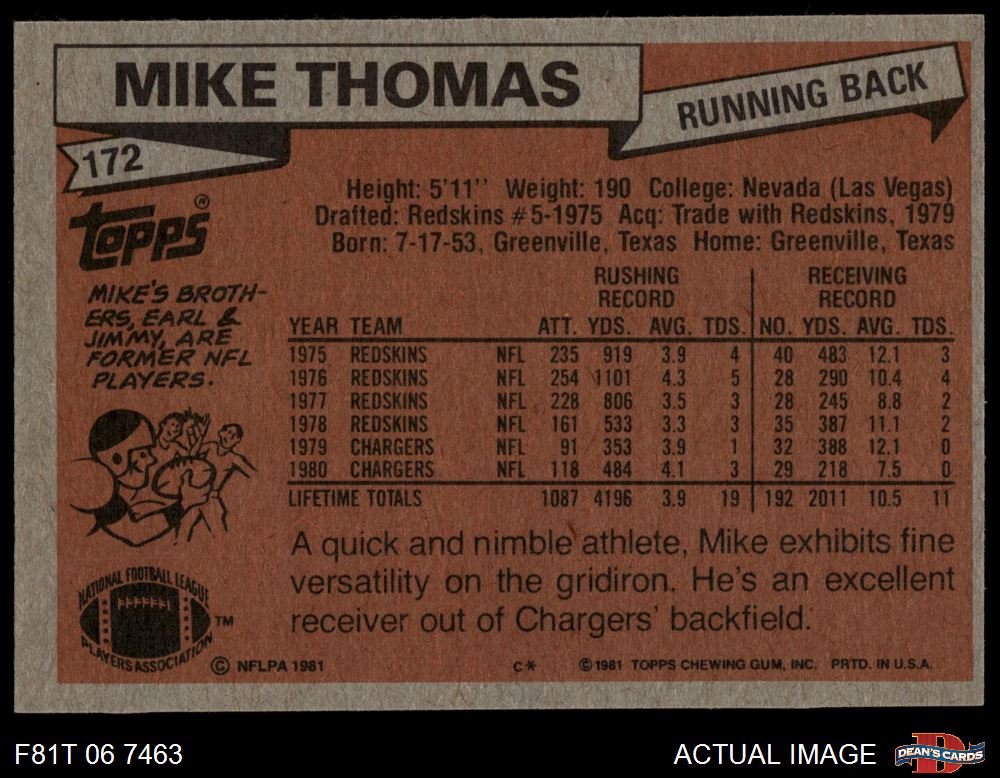 MIKE THOMAS
RUNNING BACK
172
Topps®
Height: 5'11'' Weight: 190 College: Nevada (Las Vegas)
Drafted: Redskins #5-1975 Acq: Trade with Redskins, 1979
Born: 7-17-53, Greenville, Texas Home: Greenville, Texas
MIKE'S BROTH-
ERS, EARL &
JIMMY, ARE
FORMER NFL
PLAYERS.
RUSHING RECEIVING
RECORD RECORD
YEAR TEAM ATT. YDS. AVG. TDS. NO. YDS. AVG. TDS.
1975 REDSKINS NFL 235 919 3.9 4 40 483 12.1 3
1976 REDSKINS NFL 254 1101 4.3 5 28 290 10.4 4
1977 REDSKINS NFL 228 806 3.5 3 28 245 8.8 2
1978 REDSKINS NFL 161 533 3.3 3 35 387 11.1 2
1979 CHARGERS NFL 91 353 3.9 1 32 388 12.1 0
1980 CHARGERS NFL 118 484 4.1 3 29 218 7.5 0
LIFETIME TOTALS 1087 4196 3.9 19 192 2011 10.5 11
A quick and nimble athlete, Mike exhibits fine
versatility on the gridiron. He's an excellent
receiver out of Chargers' backfield.
NATIONAL FOOTBALL LEAGUE
PLAYERS ASSOCIATION
TM
© NFLPA 1981 C* ©1981 TOPPS CHEWING GUM, INC. PRTD. IN U.S.A.
F81T 06 7463 ACTUAL IMAGE DEAN'S CARDS